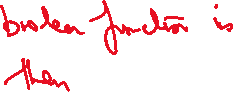 broken function is
then